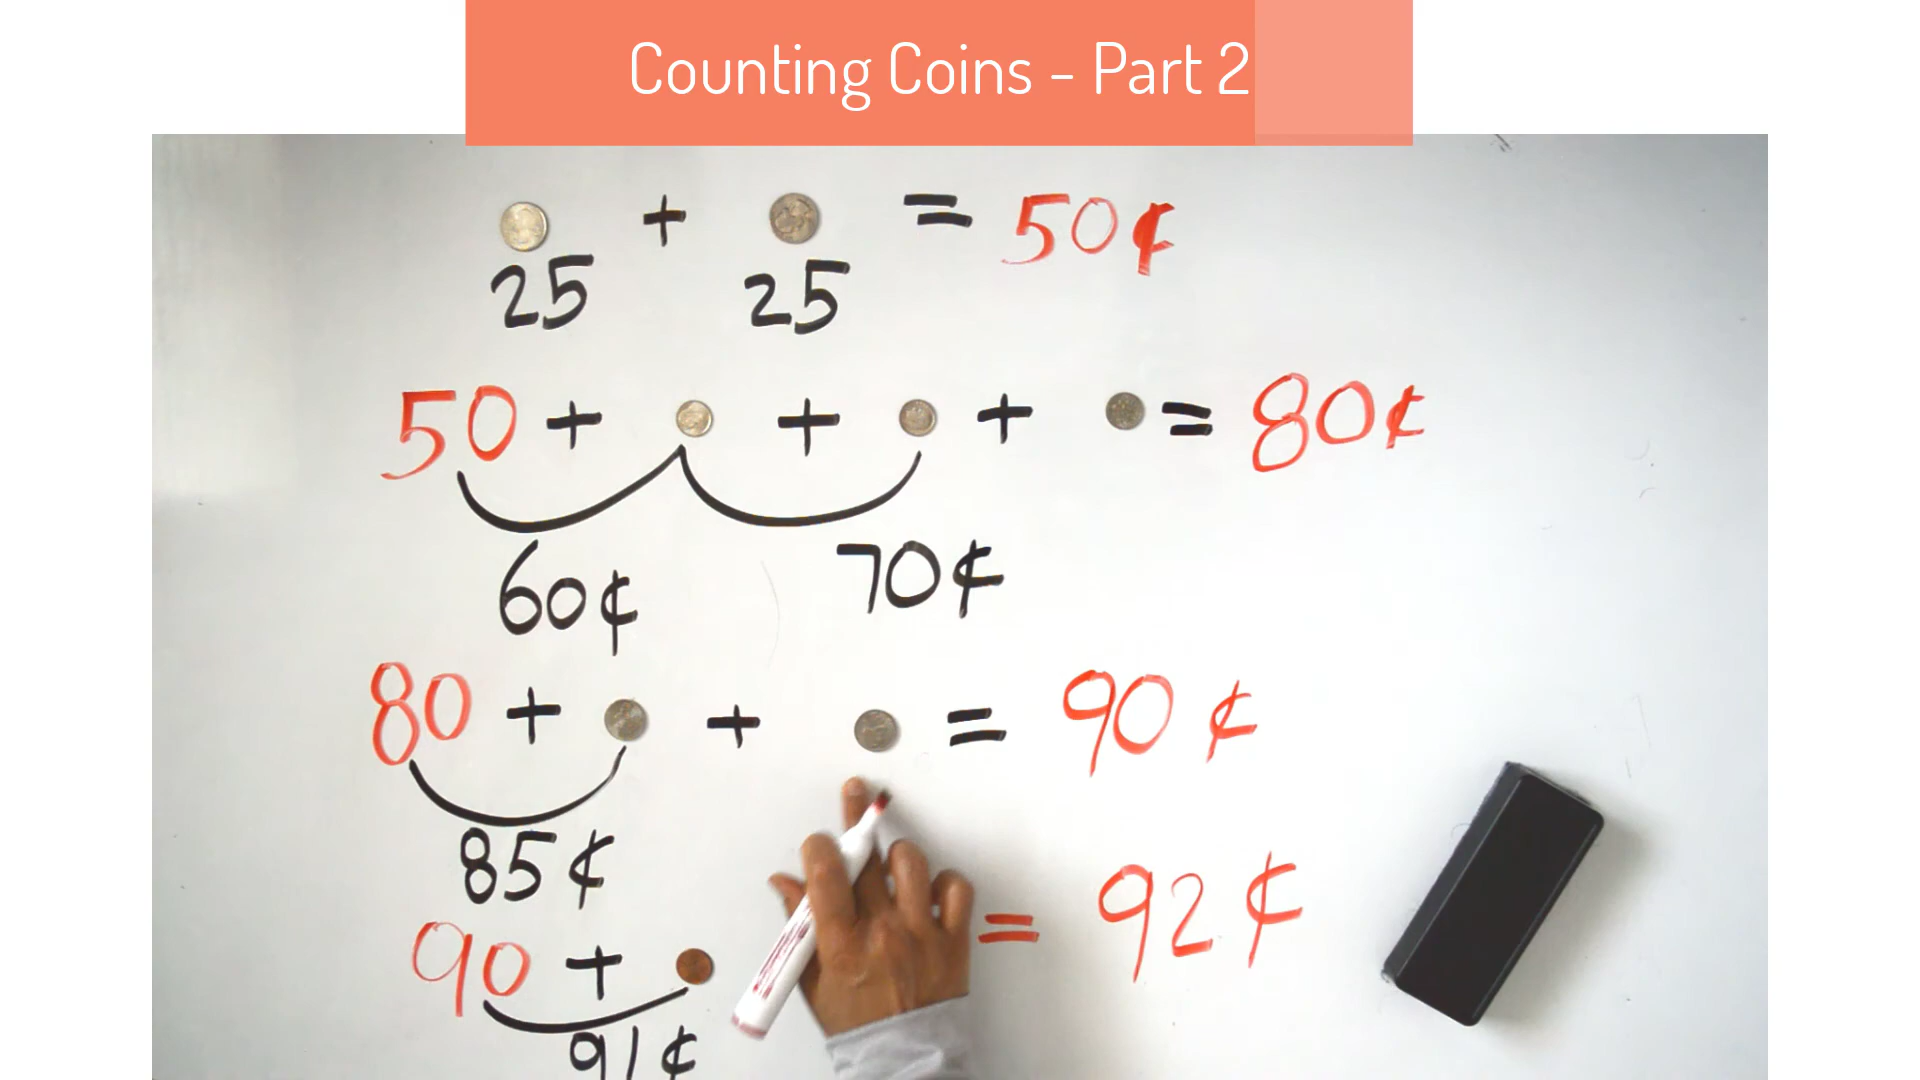 Counting Coins - Part 2
+ = 50¢
25 25
50 + + + = 80¢
60¢ 70¢
80 + + = 90¢
85¢
90 + = 92¢
91¢